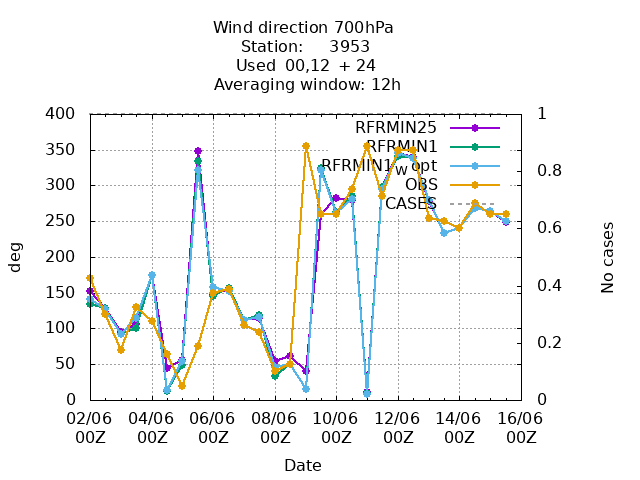 Wind direction 700hPa
Station: 3953
Used 00,12 + 24
Averaging window: 12h
400 1
RFRMIN25
350 RFRMIN1
RFRMIN1_w_opt 0.8
300 OBS
CASES
250
0.6
deg
200
No cases
0.4
150
100
0.2
50
0 0
02/06 04/06 06/06 08/06 10/06 12/06 14/06 16/06
00Z 00Z 00Z 00Z 00Z 00Z 00Z 00Z
Date